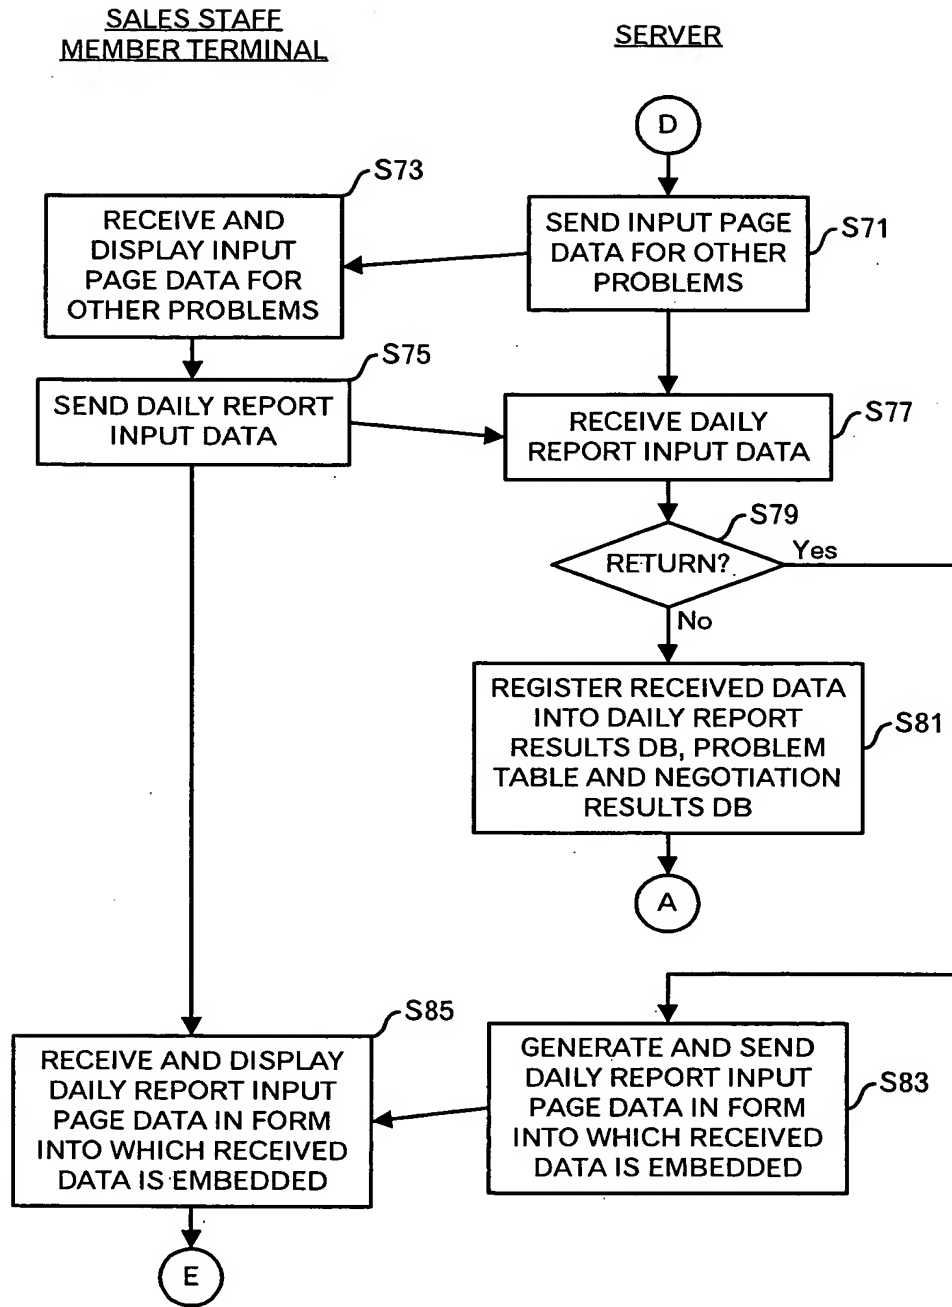 SALES STAFF
MEMBER TERMINAL
SERVER
D
S73
RECEIVE AND
DISPLAY INPUT
PAGE DATA FOR
OTHER PROBLEMS
SEND INPUT PAGE
DATA FOR OTHER
PROBLEMS
S71
S75
SEND DAILY REPORT
INPUT DATA
RECEIVE DAILY
REPORT INPUT DATA
S77
S79
RETURN?
Yes
No
REGISTER RECEIVED DATA
INTO DAILY REPORT
RESULTS DB, PROBLEM
TABLE AND NEGOTIATION
RESULTS DB
S81
A
S85
RECEIVE AND DISPLAY
DAILY REPORT INPUT
PAGE DATA IN FORM
INTO WHICH RECEIVED
DATA IS EMBEDDED
GENERATE AND SEND
DAILY REPORT INPUT
PAGE DATA IN FORM
INTO WHICH RECEIVED
DATA IS EMBEDDED
S83
E